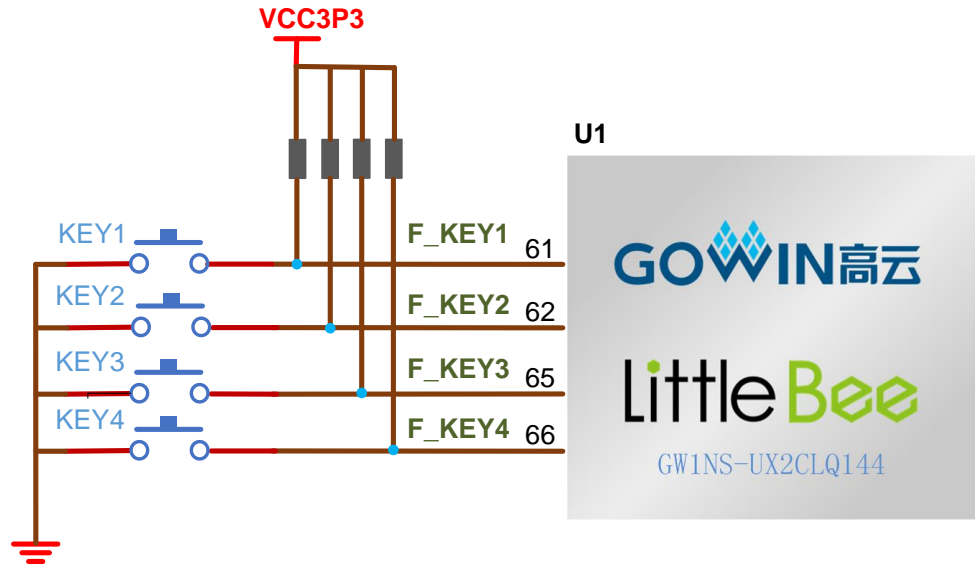 VCC3P3
U1
KEY1
F_KEY1
61
KEY2
F_KEY2
62
KEY3
F_KEY3
65
KEY4
F_KEY4
66
GOWIN高云
LittleBee
GW1NS-UX2CLQ144